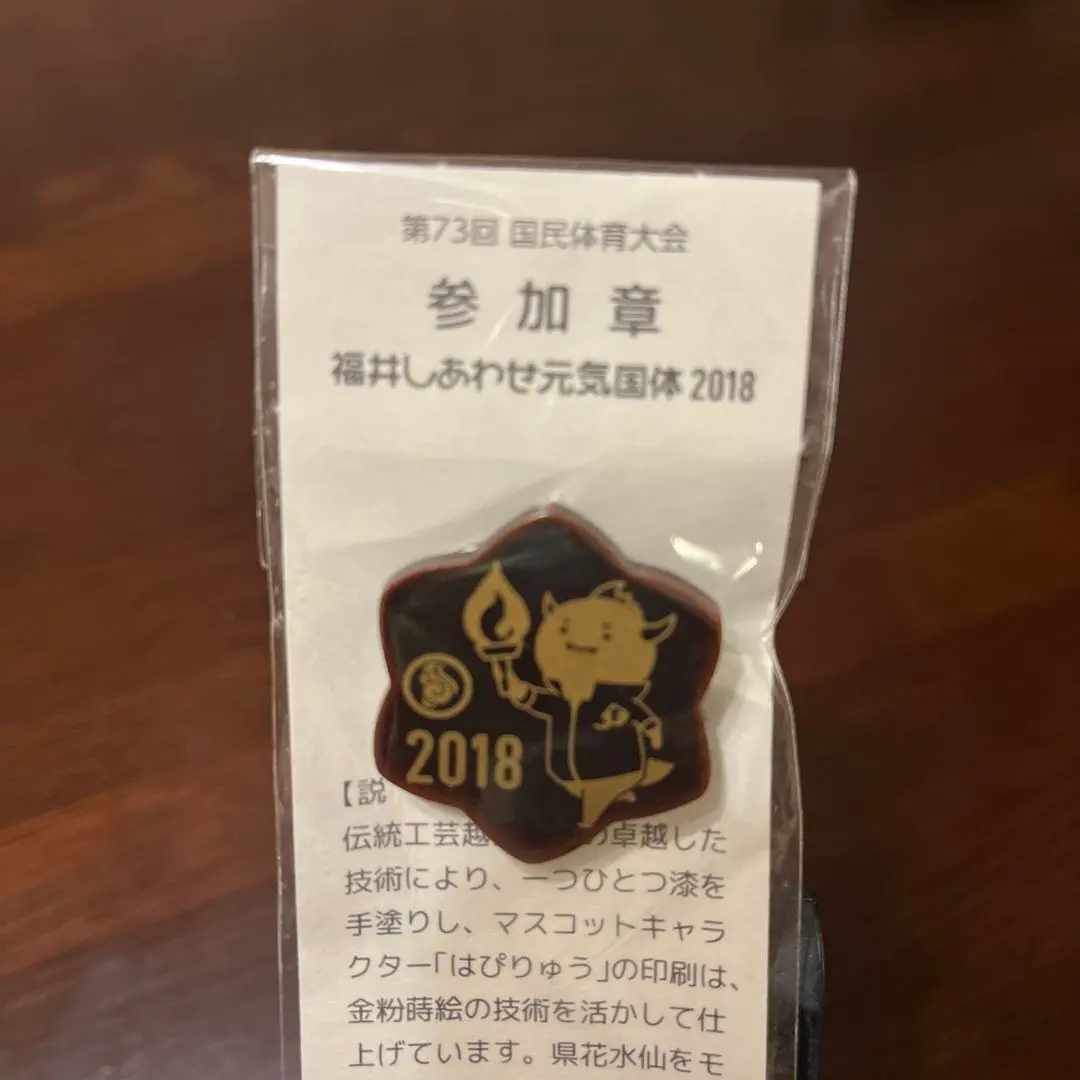 第73回 国民体育大会
参加章
福井しあわせ元気国体2018
2018
【説
伝統工芸越 の卓越した
技術により、一つひとつ漆を
手塗りし、マスコットキャラ
クター「はぴりゅう」の印刷は、
金粉蒔絵の技術を活かして仕
上げています。県花水仙をモ